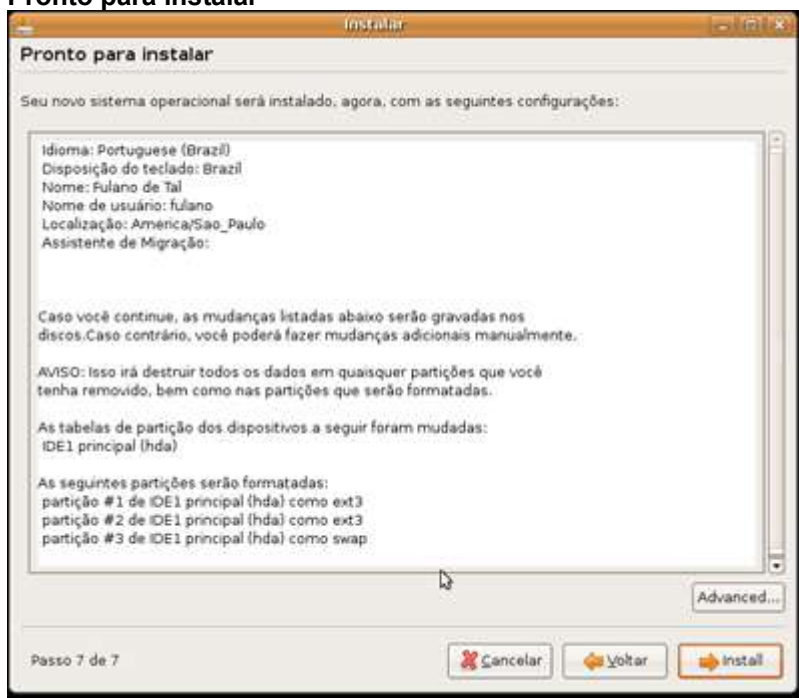 Pronto para instalar
Instalar
Pronto para instalar
Seu novo sistema operacional será instalado, agora, com as seguintes configurações:
Idioma: Portuguese (Brazil)
Disposição do teclado: Brazil
Nome: Fulano de Tal
Nome de usuário: fulano
Localização: America/Sao_Paulo
Assistente de Migração:
Caso você continue, as mudanças listadas abaixo serão gravadas nos
discos.Caso contrário, você poderá fazer mudanças adicionais manualmente.
AVISO: Isso irá destruir todos os dados em quaisquer partições que você
tenha removido, bem como nas partições que serão formatadas.
As tabelas de partição dos dispositivos a seguir foram mudadas:
IDE1 principal (hda)
As seguintes partições serão formatadas:
partição #1 de IDE1 principal (hda) como ext3
partição #2 de IDE1 principal (hda) como ext3
partição #3 de IDE1 principal (hda) como swap
Advanced...
Passo 7 de 7
Cancelar
Voltar
Install